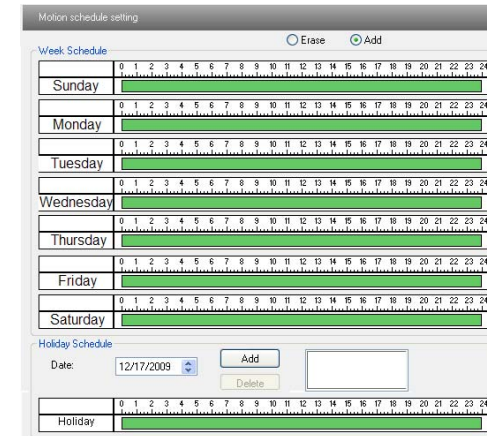 Motion schedule setting
Erase Add
Week Schedule
0 1 2 3 4 5 6 7 8 9 10 11 12 13 14 15 16 17 18 19 20 21 22 23 24
Sunday
0 1 2 3 4 5 6 7 8 9 10 11 12 13 14 15 16 17 18 19 20 21 22 23 24
Monday
0 1 2 3 4 5 6 7 8 9 10 11 12 13 14 15 16 17 18 19 20 21 22 23 24
Tuesday
0 1 2 3 4 5 6 7 8 9 10 11 12 13 14 15 16 17 18 19 20 21 22 23 24
Wednesday
0 1 2 3 4 5 6 7 8 9 10 11 12 13 14 15 16 17 18 19 20 21 22 23 24
Thursday
0 1 2 3 4 5 6 7 8 9 10 11 12 13 14 15 16 17 18 19 20 21 22 23 24
Friday
0 1 2 3 4 5 6 7 8 9 10 11 12 13 14 15 16 17 18 19 20 21 22 23 24
Saturday
Holiday Schedule
Date: 12/17/2009 Add
Delete
0 1 2 3 4 5 6 7 8 9 10 11 12 13 14 15 16 17 18 19 20 21 22 23 24
Holiday